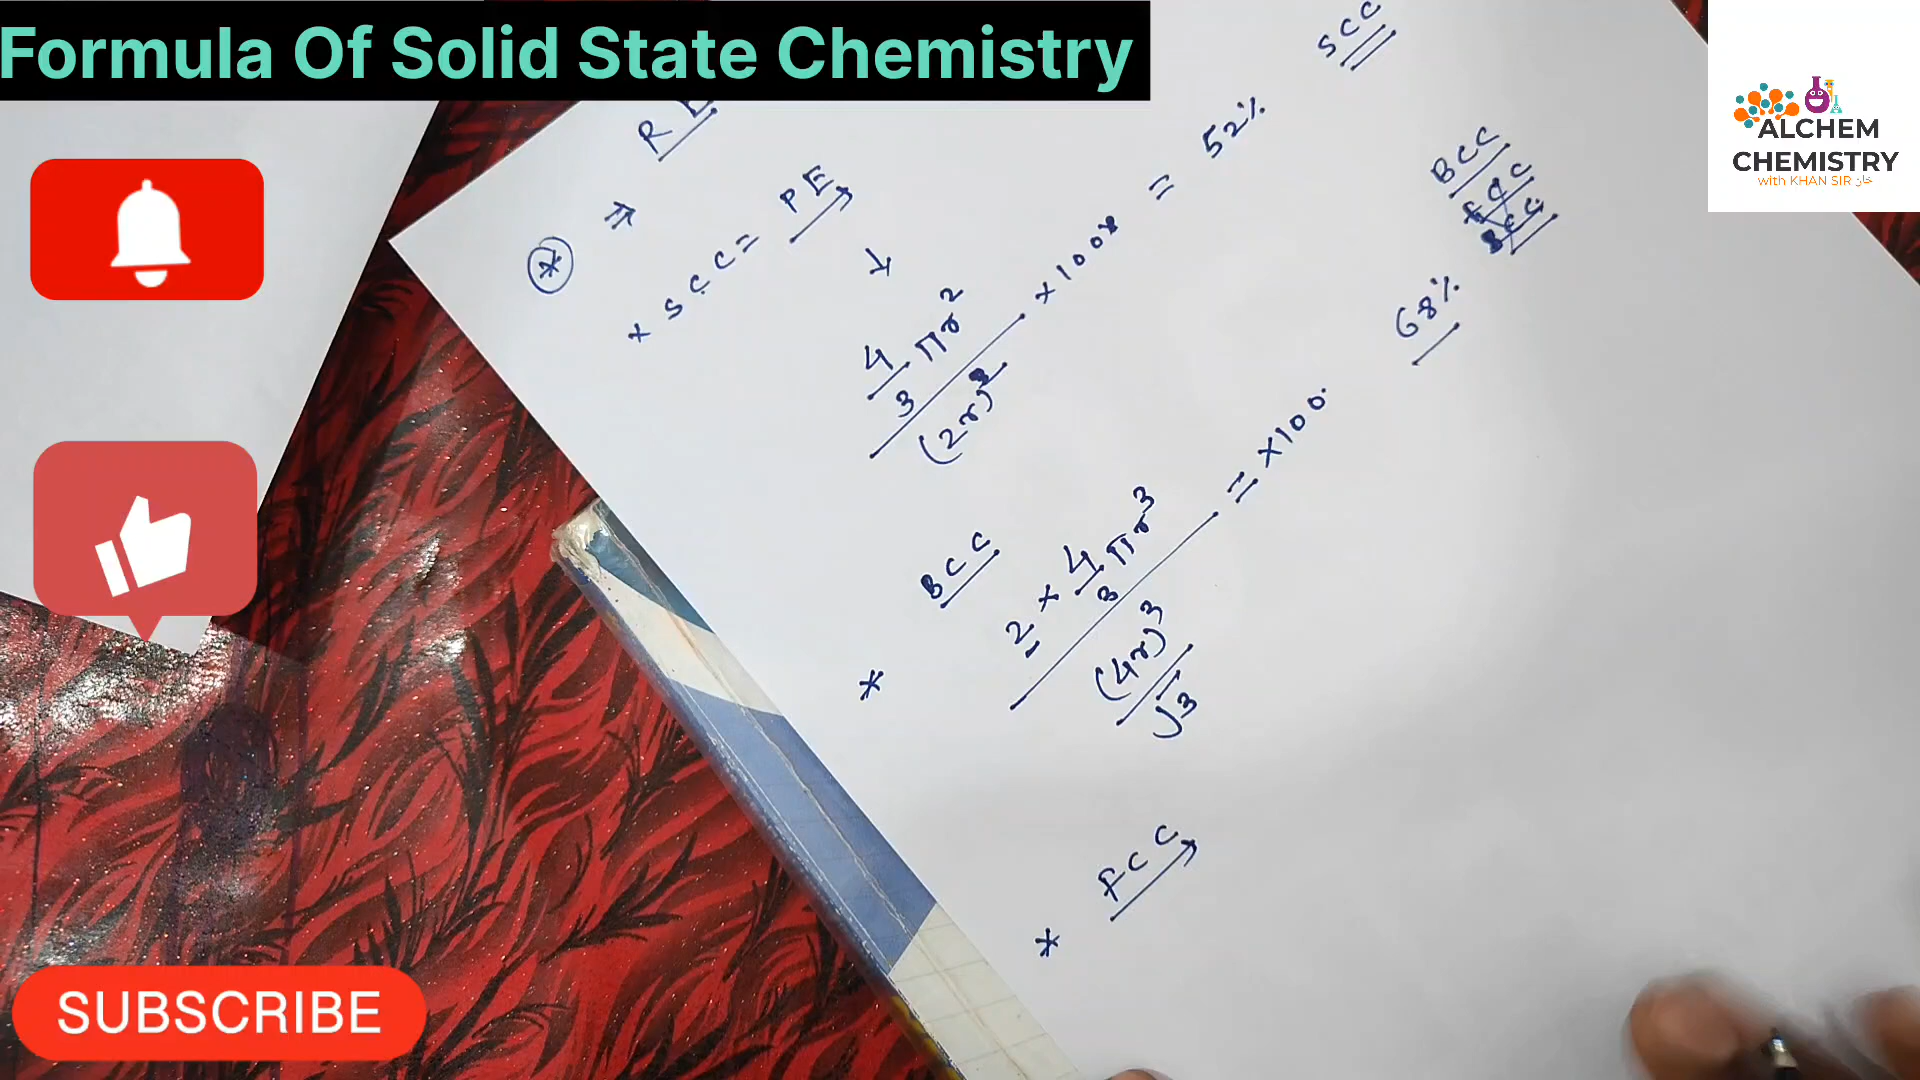 Formula Of Solid State Chemistry
ALCHEM
CHEMISTRY
with KHAN SIR خان
SCC
* ⇒
× SCC = PE
↓
4/3 πr² / (2r)³ ×100% = 52%
BCC
BCC
2 × 4/3 πr³ / (4r)³/√3 = ×100. 68%
* FCC
SUBSCRIBE